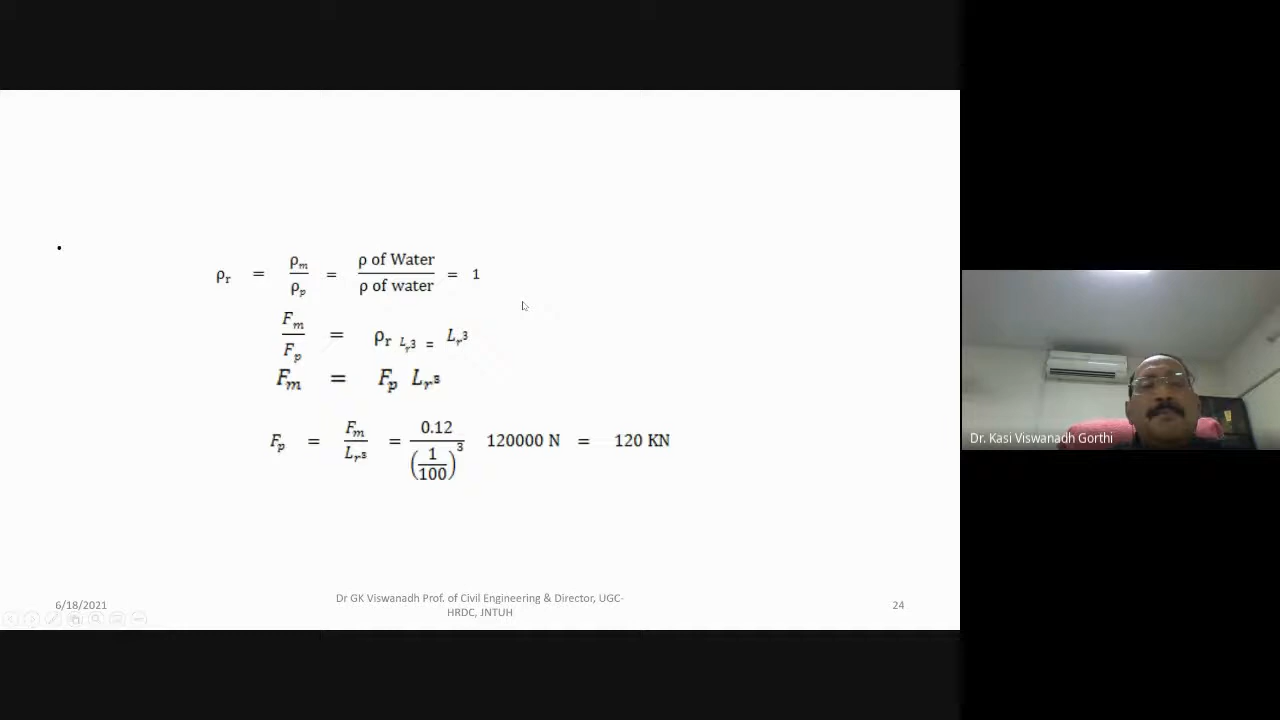 •
ρr = ρm / ρp = ρ of Water / ρ of water = 1
Fm / Fp = ρr Lr³ = Lr³
Fm = Fp Lr³
Fp = Fm / Lr³ = 0.12 / (1/100)³ 120000 N = 120 KN
Dr. Kasi Viswanadh Gorthi
6/18/2021
Dr GK Viswanadh Prof. of Civil Engineering & Director, UGC-
HRDC, JNTUH
24